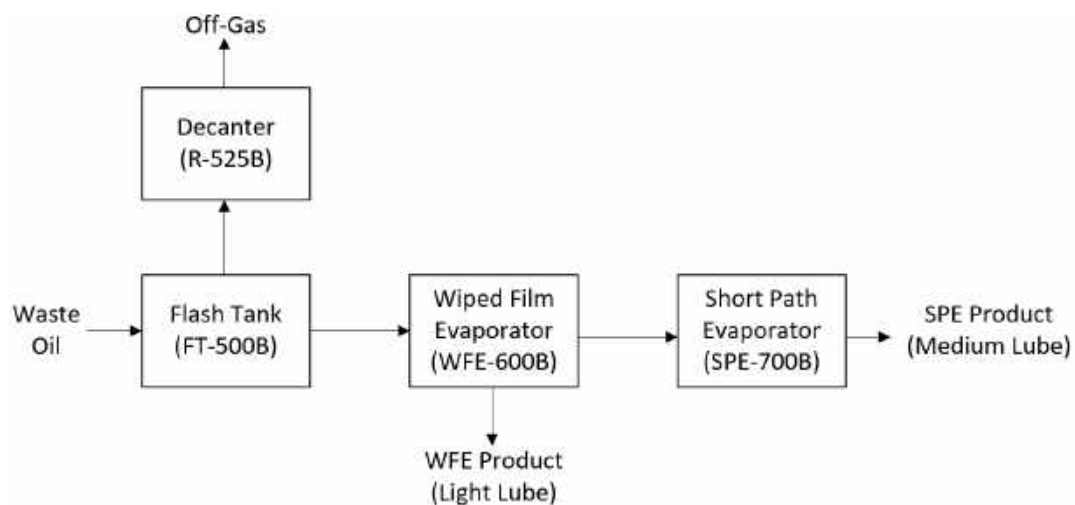 Off-Gas
Decanter
(R-525B)
Waste
Oil
Flash Tank
(FT-500B)
Wiped Film
Evaporator
(WFE-600B)
Short Path
Evaporator
(SPE-700B)
SPE Product
(Medium Lube)
WFE Product
(Light Lube)